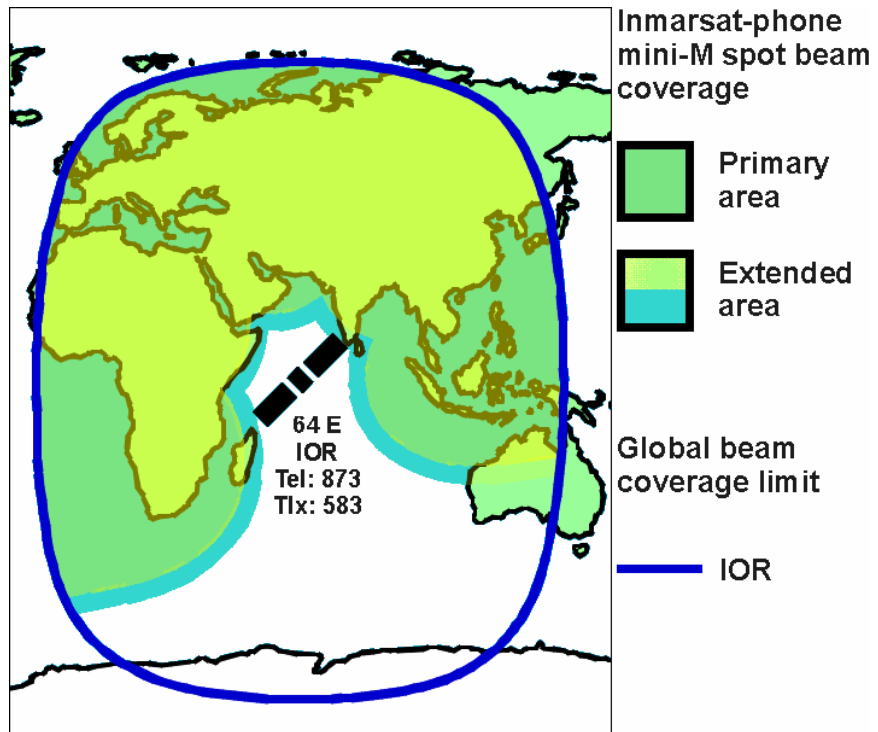 Inmarsat-phone
mini-M spot beam
coverage
Primary
area
Extended
area
64 E
IOR
Tel: 873
Tlx: 583
Global beam
coverage limit
IOR